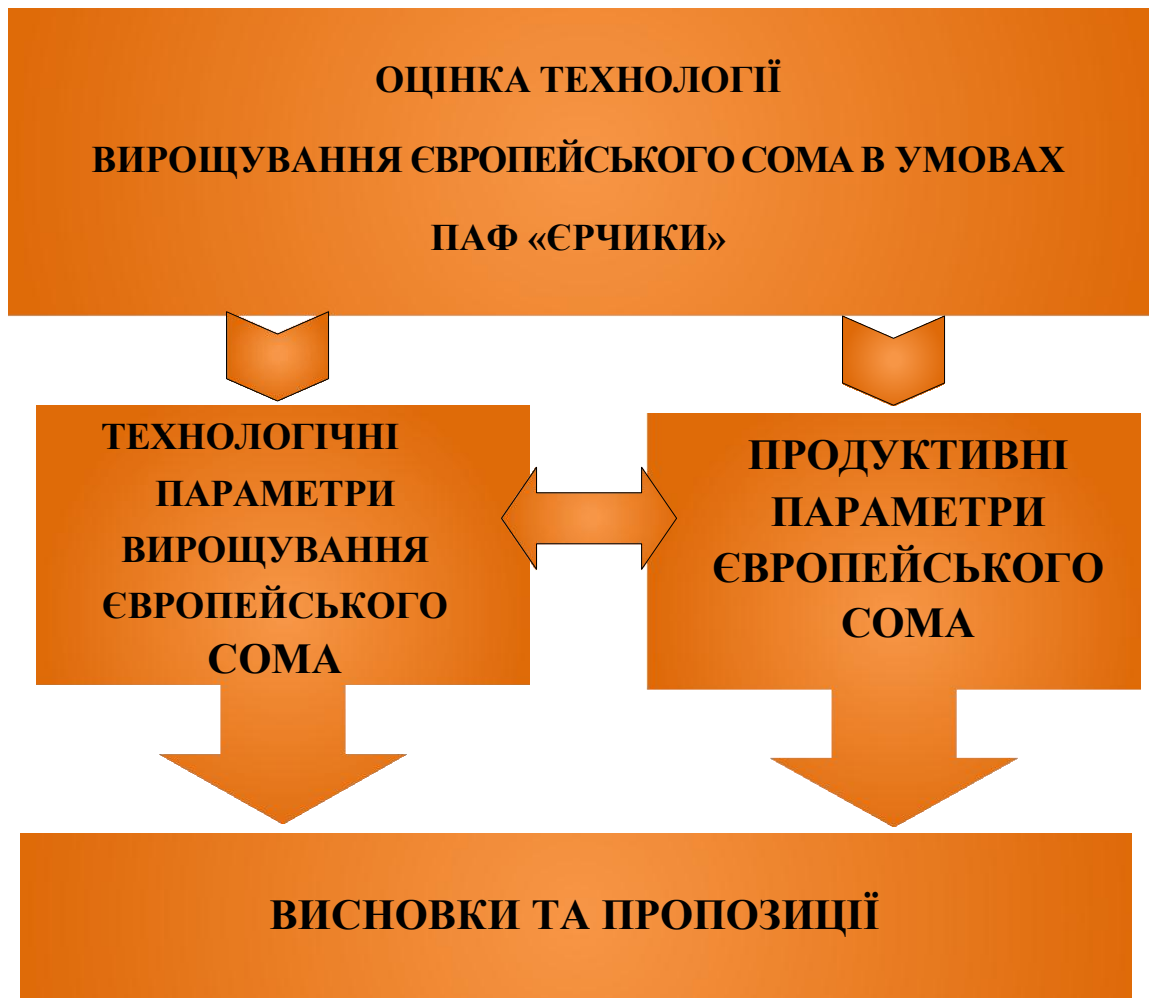 ОЦІНКА ТЕХНОЛОГІЇ
ВИРОЩУВАННЯ ЄВРОПЕЙСЬКОГО СОМА В УМОВАХ
ПАФ «ЄРЧИКИ»
ТЕХНОЛОГІЧНІ
ПАРАМЕТРИ
ВИРОЩУВАННЯ
ЄВРОПЕЙСЬКОГО
СОМА
ПРОДУКТИВНІ
ПАРАМЕТРИ
ЄВРОПЕЙСЬКОГО
СОМА
ВИСНОВКИ ТА ПРОПОЗИЦІЇ